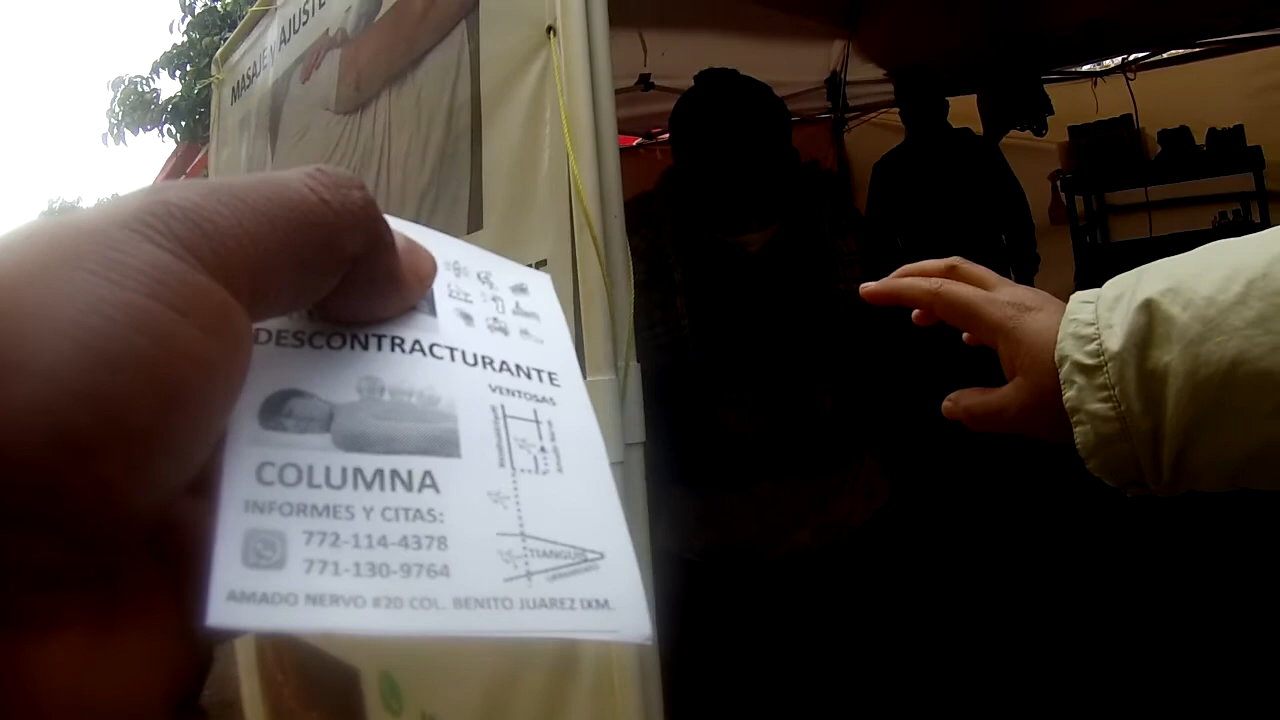 MASAJE y AJUSTE
DESCONTRACTURANTE
VENTOSAS
COLUMNA
INFORMES Y CITAS:
772-114-4378
771-130-9764
TIANGUIS
AMADO NERVO #20 COL. BENITO JUAREZ IXM.